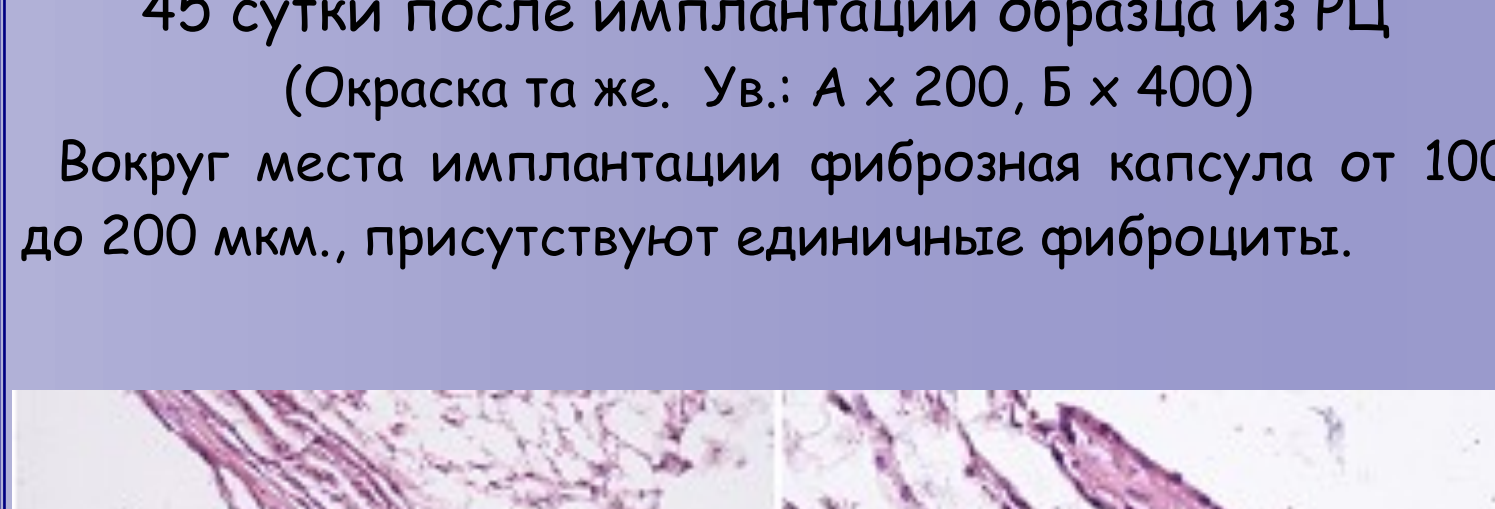 45 сутки после имплантации образца из РЦ
(Окраска та же. Ув.: А х 200, Б х 400)
Вокруг места имплантации фиброзная капсула от 100
до 200 мкм., присутствуют единичные фиброциты.